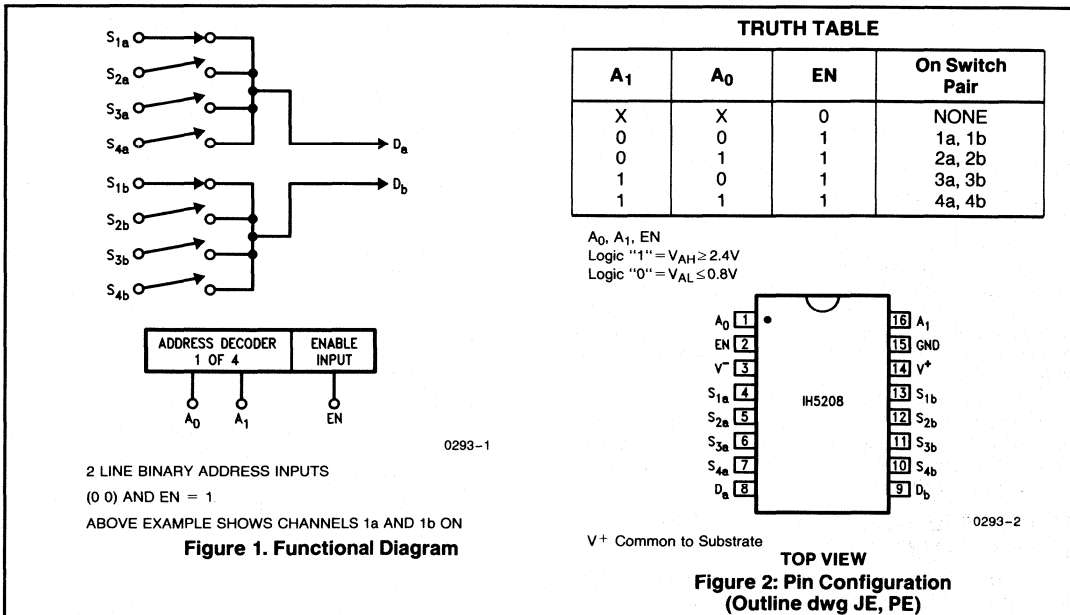 S1a
S2a
S3a
S4a
Da
S1b
Db
S2b
S3b
S4b
ADDRESS DECODER
1 OF 4
ENABLE
INPUT
A0
A1
EN
0293-1
2 LINE BINARY ADDRESS INPUTS
(0 0) AND EN = 1
ABOVE EXAMPLE SHOWS CHANNELS 1a AND 1b ON
Figure 1. Functional Diagram
TRUTH TABLE
A1 A0 EN On Switch Pair
X X 0 NONE
0 0 1 1a, 1b
0 1 1 2a, 2b
1 0 1 3a, 3b
1 1 1 4a, 4b
A0, A1, EN
Logic "1" = VAH ≥ 2.4V
Logic "0" = VAL ≤ 0.8V
A0 1 16 A1
EN 2 15 GND
V- 3 14 V+
S1a 4 IH5208 13 S1b
S2a 5 12 S2b
S3a 6 11 S3b
S4a 7 10 S4b
Da 8 9 Db
0293-2
V+ Common to Substrate
TOP VIEW
Figure 2: Pin Configuration
(Outline dwg JE, PE)